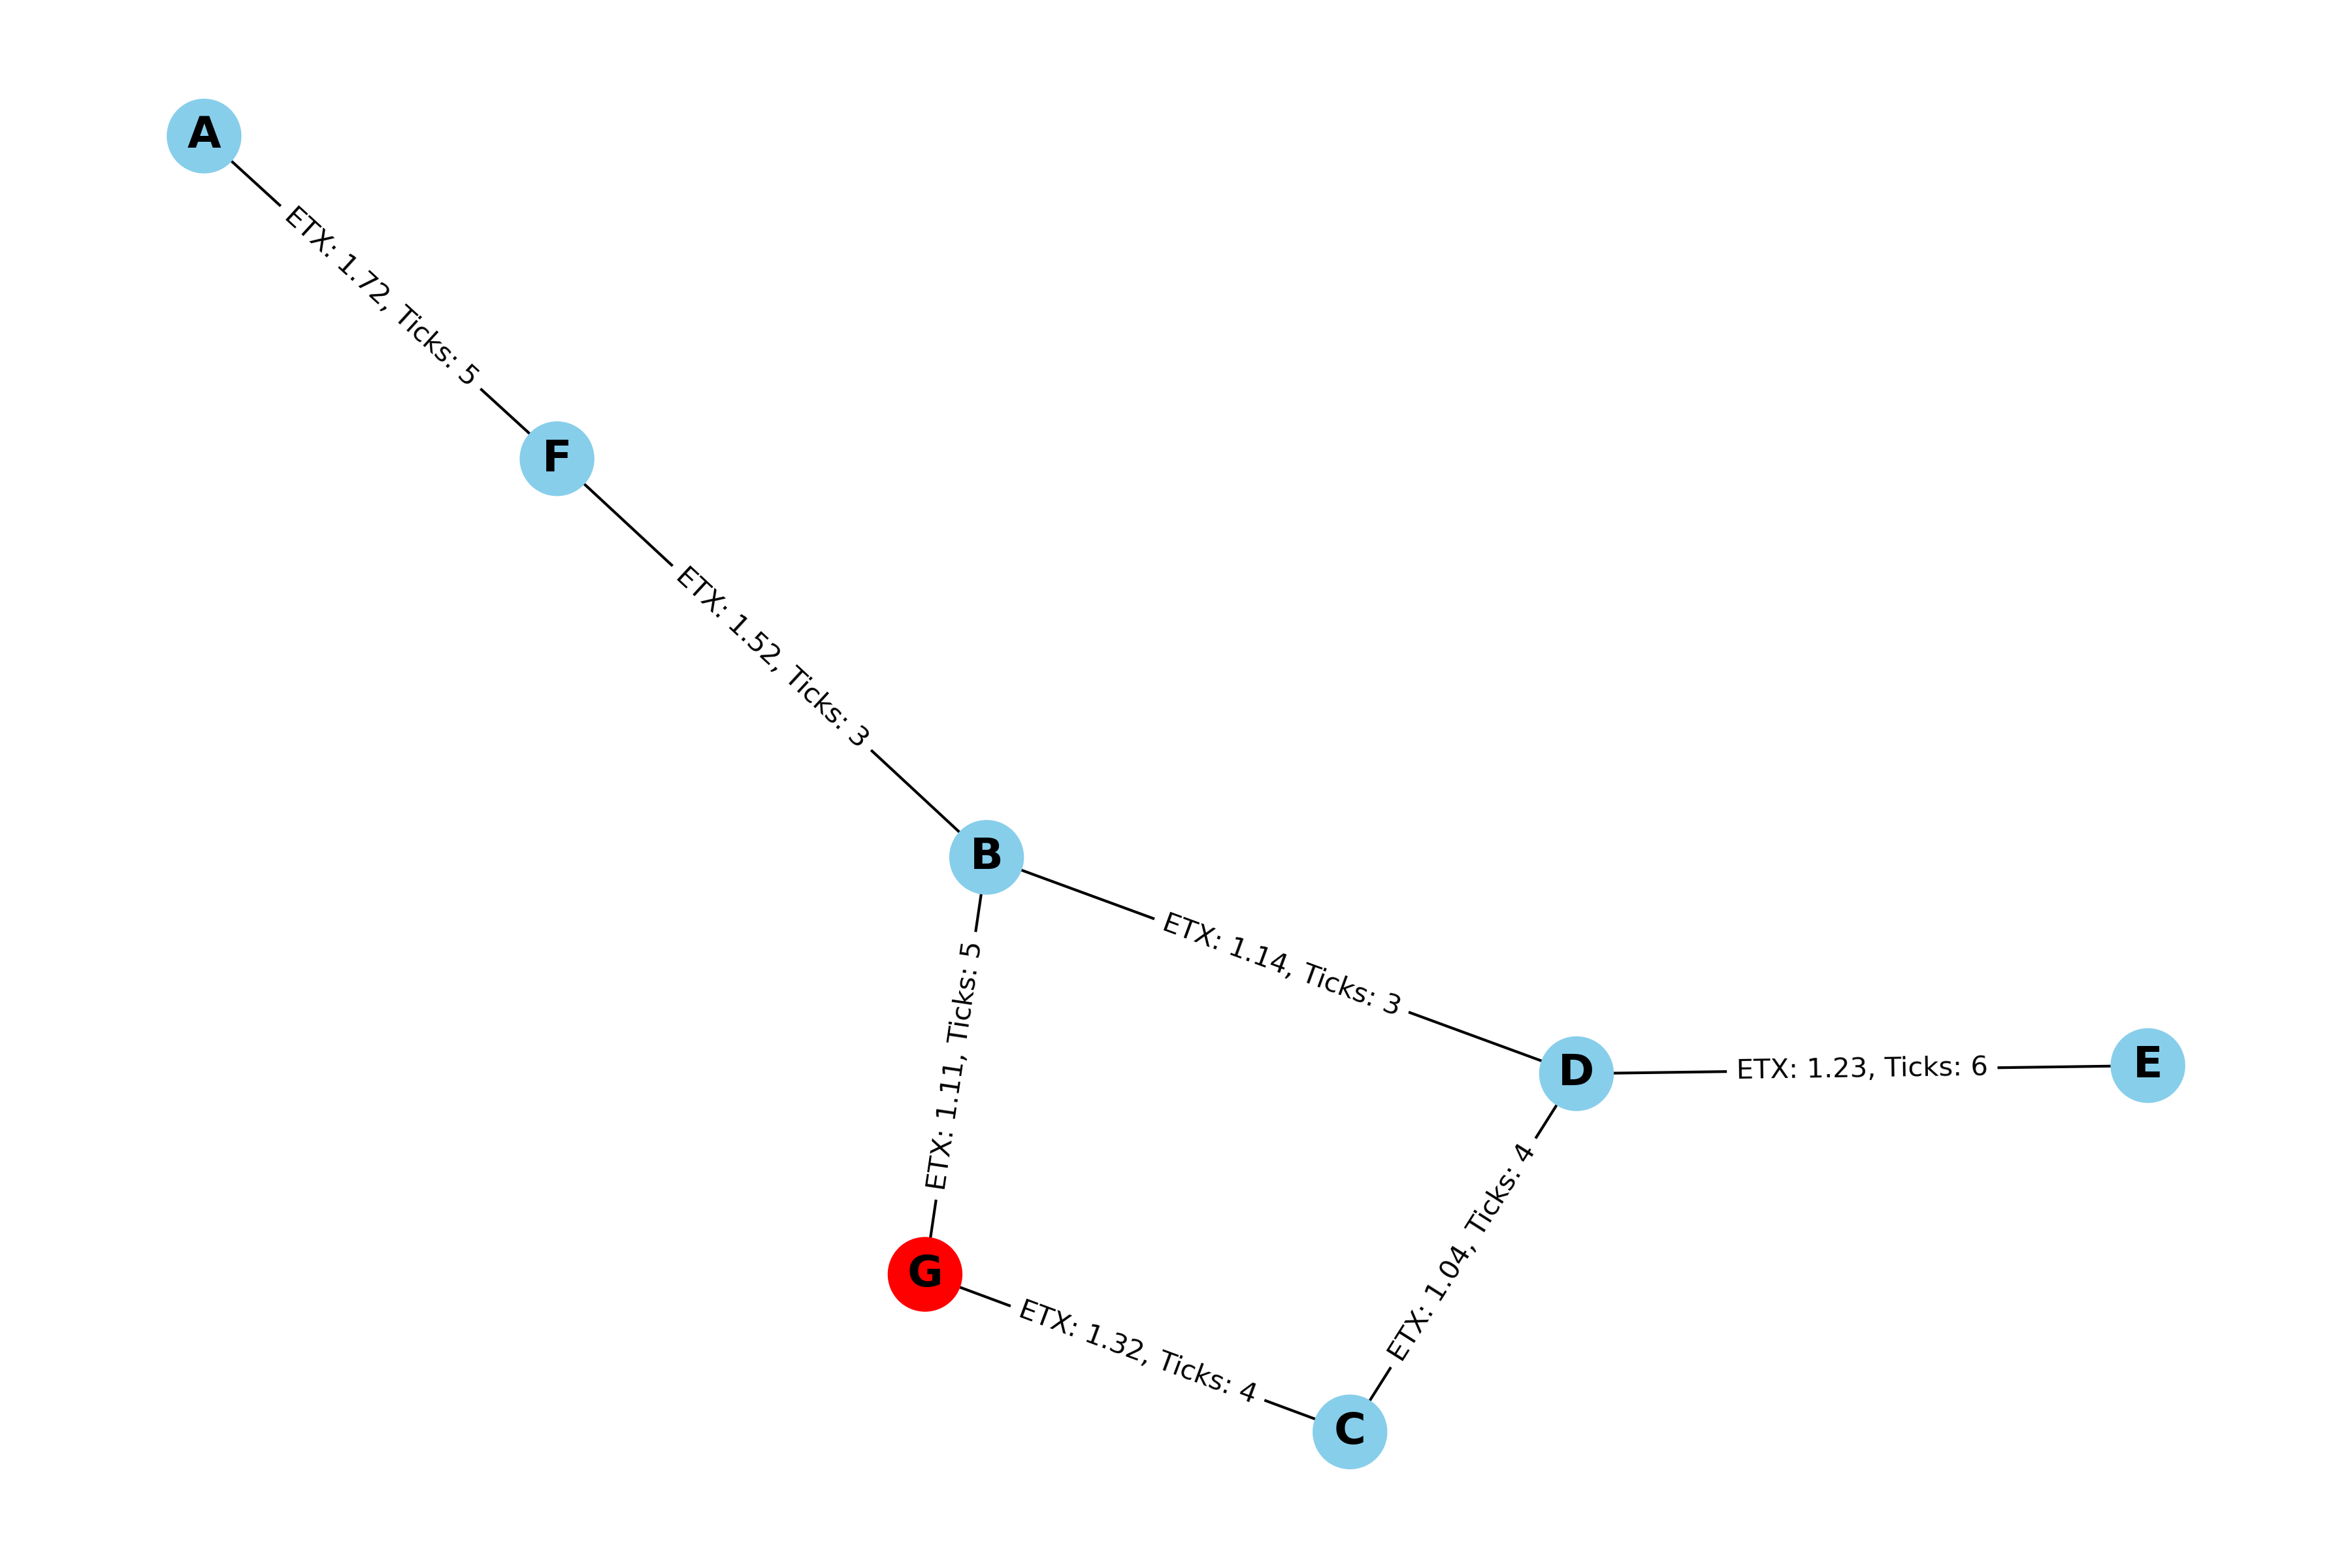 A
ETX: 1.72, Ticks: 5
F
ETX: 1.52, Ticks: 3
B
ETX: 1.14, Ticks: 3
ETX: 1.11, Ticks: 5
D
ETX: 1.23, Ticks: 6
E
ETX: 1.04, Ticks: 4
G
ETX: 1.32, Ticks: 4
C